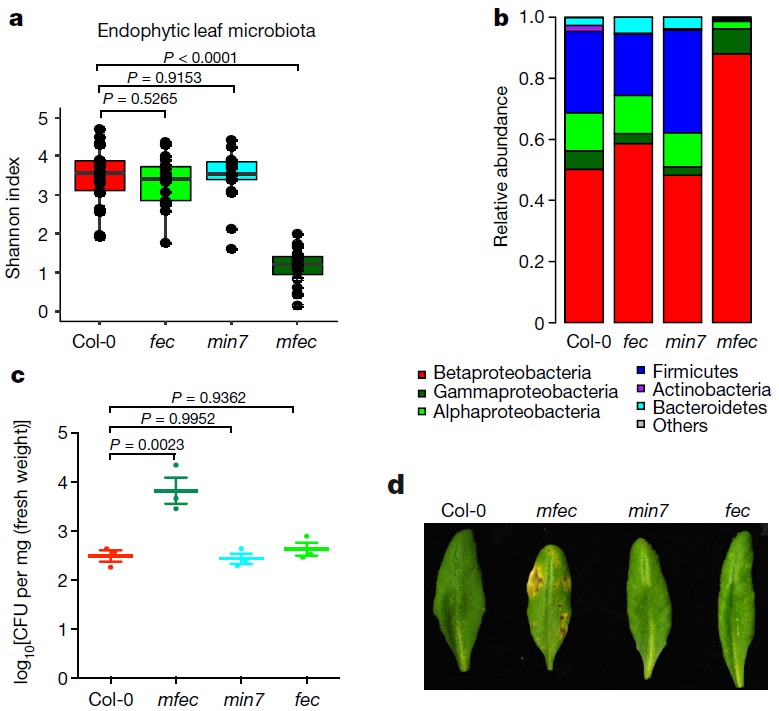 a
Endophytic leaf microbiota
P < 0.0001
P = 0.9153
P = 0.5265
Shannon index
5
4
3
2
1
0
Col-0 fec min7 mfec
b
Relative abundance
1.0
0.8
0.6
0.4
0.2
0
Col-0 fec min7 mfec
Betaproteobacteria
Gammaproteobacteria
Alphaproteobacteria
Firmicutes
Actinobacteria
Bacteroidetes
Others
c
P = 0.9362
P = 0.9952
P = 0.0023
log10[CFU per mg (fresh weight)]
5
4
3
2
1
0
Col-0 mfec min7 fec
d
Col-0 mfec min7 fec